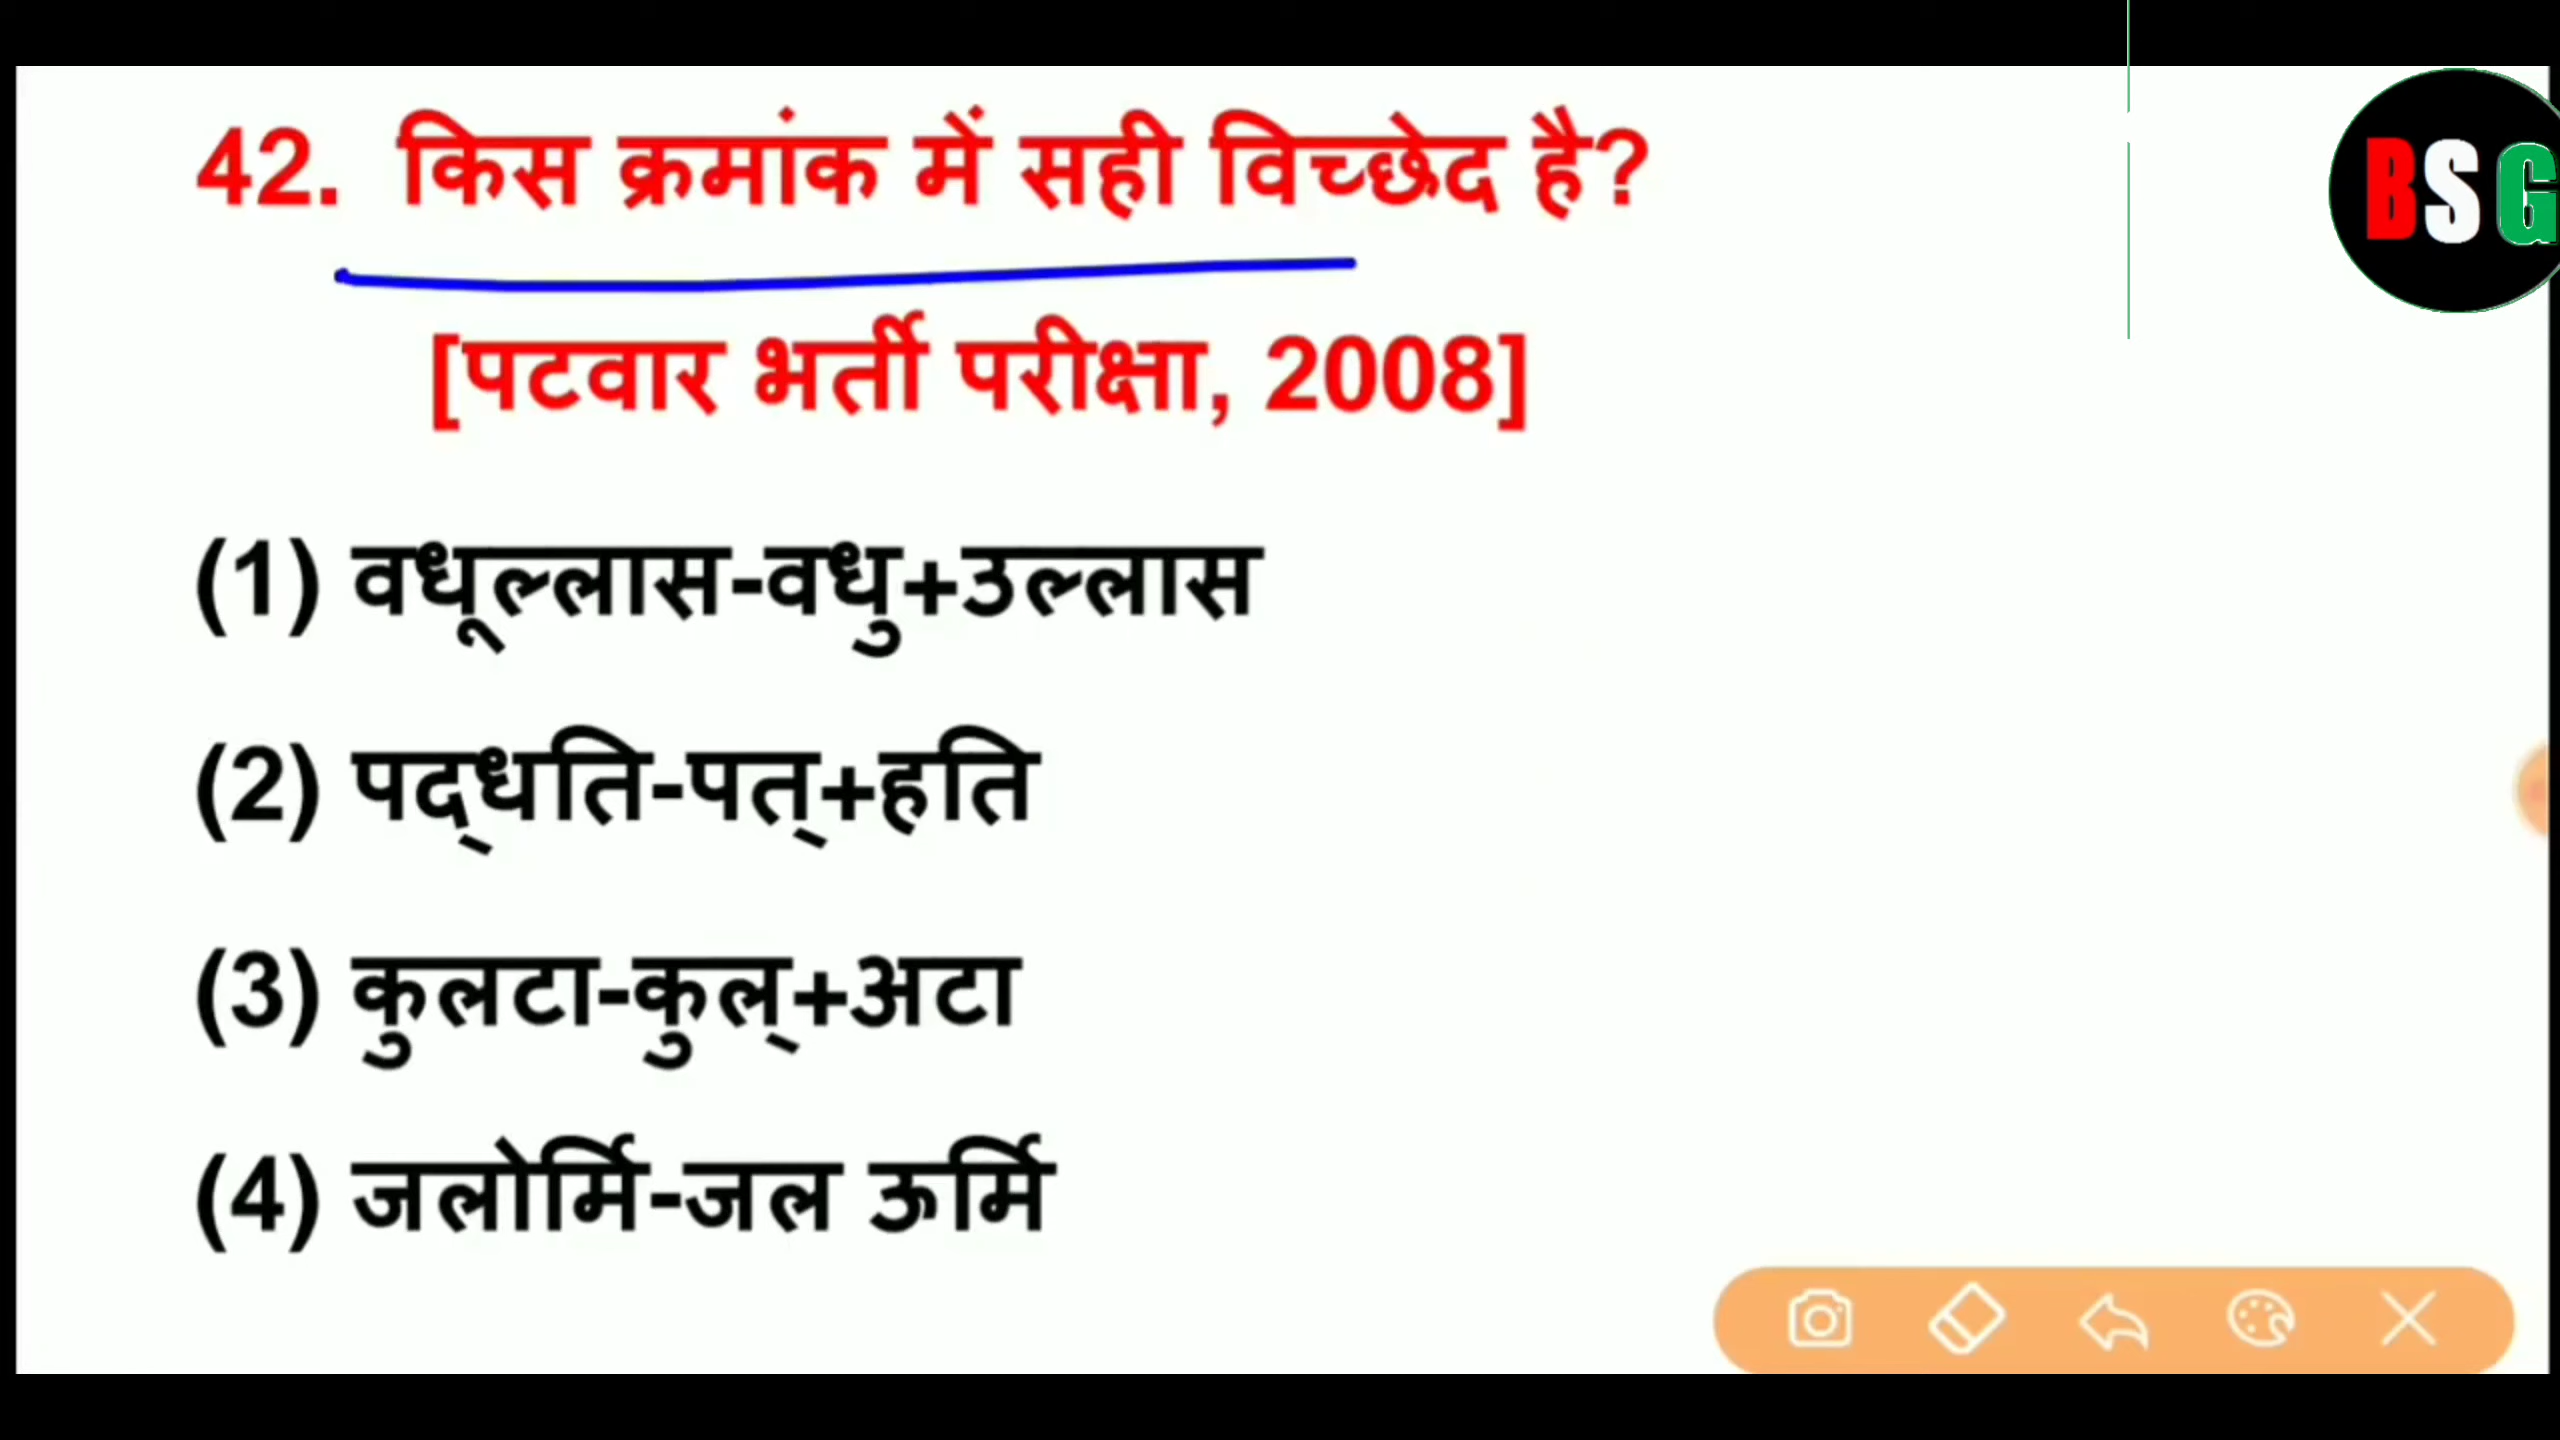 42. किस क्रमांक में सही विच्छेद है?
BSG
[पटवार भर्ती परीक्षा, 2008]
(1) वधूल्लास-वधु+उल्लास
(2) पद्‌धति-पत्+हति
(3) कुलटा-कुल्+अटा
(4) जलोर्मि-जल ऊर्मि